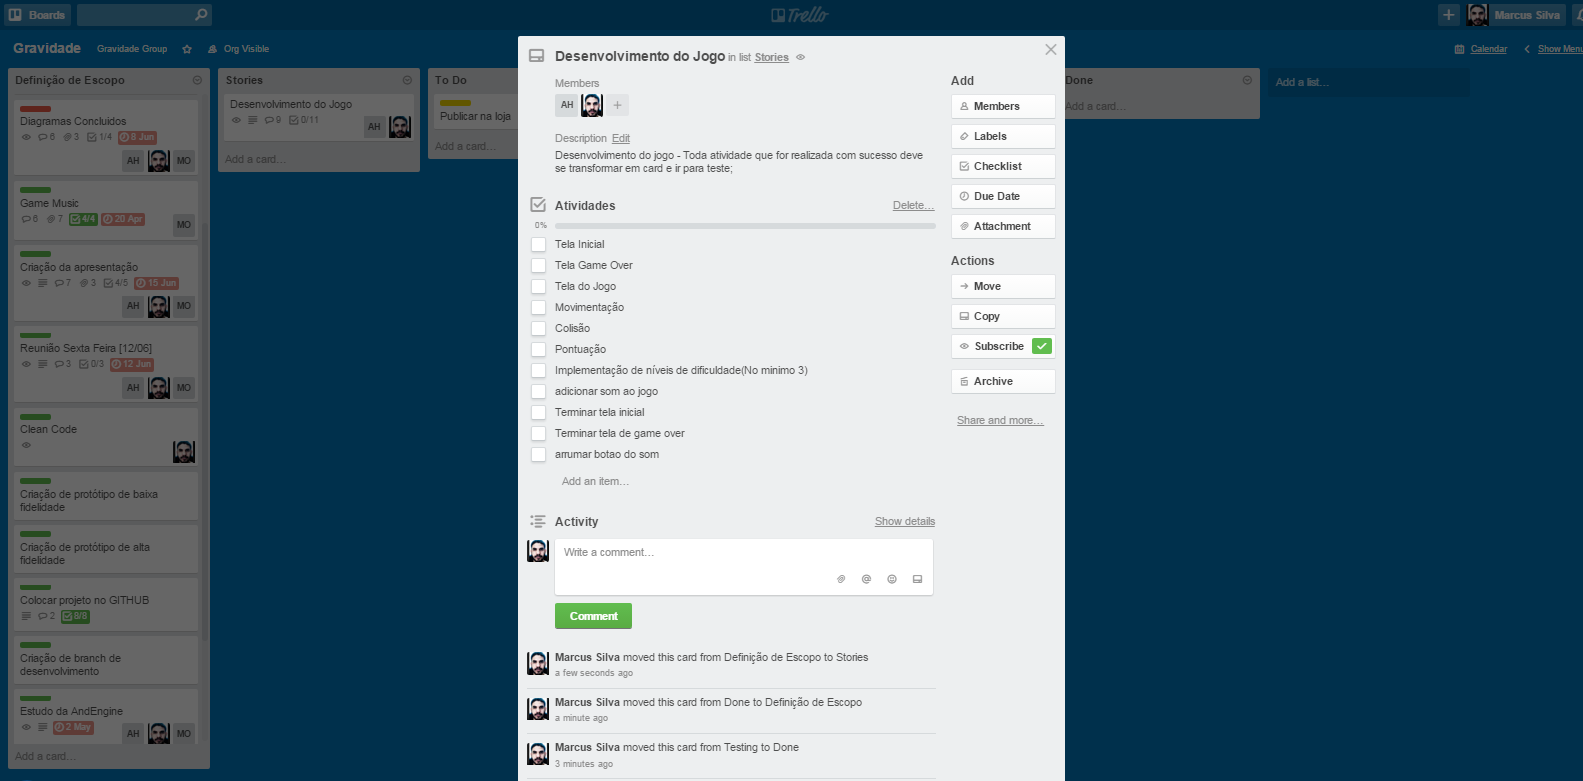 Boards
Trello
Marcus Silva
Gravidade
Gravidade Group
Org Visible
Calendar
Show Menu
Definição de Escopo
Diagramas Concluidos
6 3 1/4 8 Jun
AH MO
Game Music
6 7 4/4 20 Apr
MO
Criação da apresentação
7 3 4/5 15 Jun
AH MO
Reunião Sexta Feira [12/06]
3 0/3 12 Jun
AH MO
Clean Code
Criação de protótipo de baixa
fidelidade
Criação de protótipo de alta
fidelidade
Colocar projeto no GITHUB
2 8/8
Criação de branch de
desenvolvimento
Estudo da AndEngine
2 May
AH MO
Add a card...
Stories
Desenvolvimento do Jogo
9 0/11
AH
Add a card...
To Do
Publicar na loja
Add a card...
Desenvolvimento do Jogo in list Stories
Members
AH +
Description Edit
Desenvolvimento do jogo - Toda atividade que for realizada com sucesso deve
se transformar em card e ir para teste;
Atividades
Delete...
0%
Tela Inicial
Tela Game Over
Tela do Jogo
Movimentação
Colisão
Pontuação
Implementação de níveis de dificuldade(No minimo 3)
adicionar som ao jogo
Terminar tela inicial
Terminar tela de game over
arrumar botao do som
Add an item...
Activity
Show details
Write a comment...
Comment
Marcus Silva moved this card from Definição de Escopo to Stories
a few seconds ago
Marcus Silva moved this card from Done to Definição de Escopo
a minute ago
Marcus Silva moved this card from Testing to Done
3 minutes ago
Add
Members
Labels
Checklist
Due Date
Attachment
Actions
Move
Copy
Subscribe
Archive
Share and more...
Done
Add a card...
Add a list...